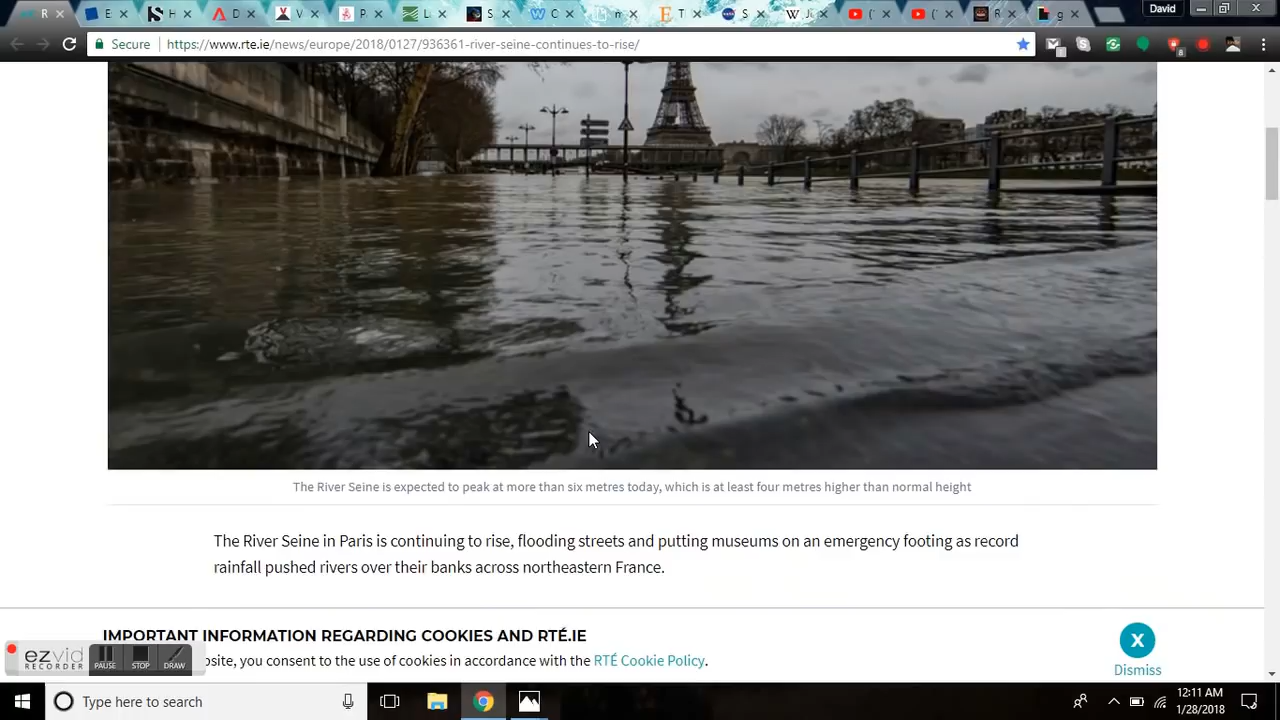 R
E
H
D
V
P
L
S
C
n
T
S
Ji
(
(
R
g
David
Secure
https://www.rte.ie/news/europe/2018/0127/936361-river-seine-continues-to-rise/
8
The River Seine is expected to peak at more than six metres today, which is at least four metres higher than normal height
The River Seine in Paris is continuing to rise, flooding streets and putting museums on an emergency footing as record
rainfall pushed rivers over their banks across northeastern France.
IMPORTANT INFORMATION REGARDING COOKIES AND RTÉ.IE
osite, you consent to the use of cookies in accordance with the RTÉ Cookie Policy.
X
Dismiss
ezvid
RECORDER
PAUSE
STOP
DRAW
Type here to search
12:11 AM
1/28/2018